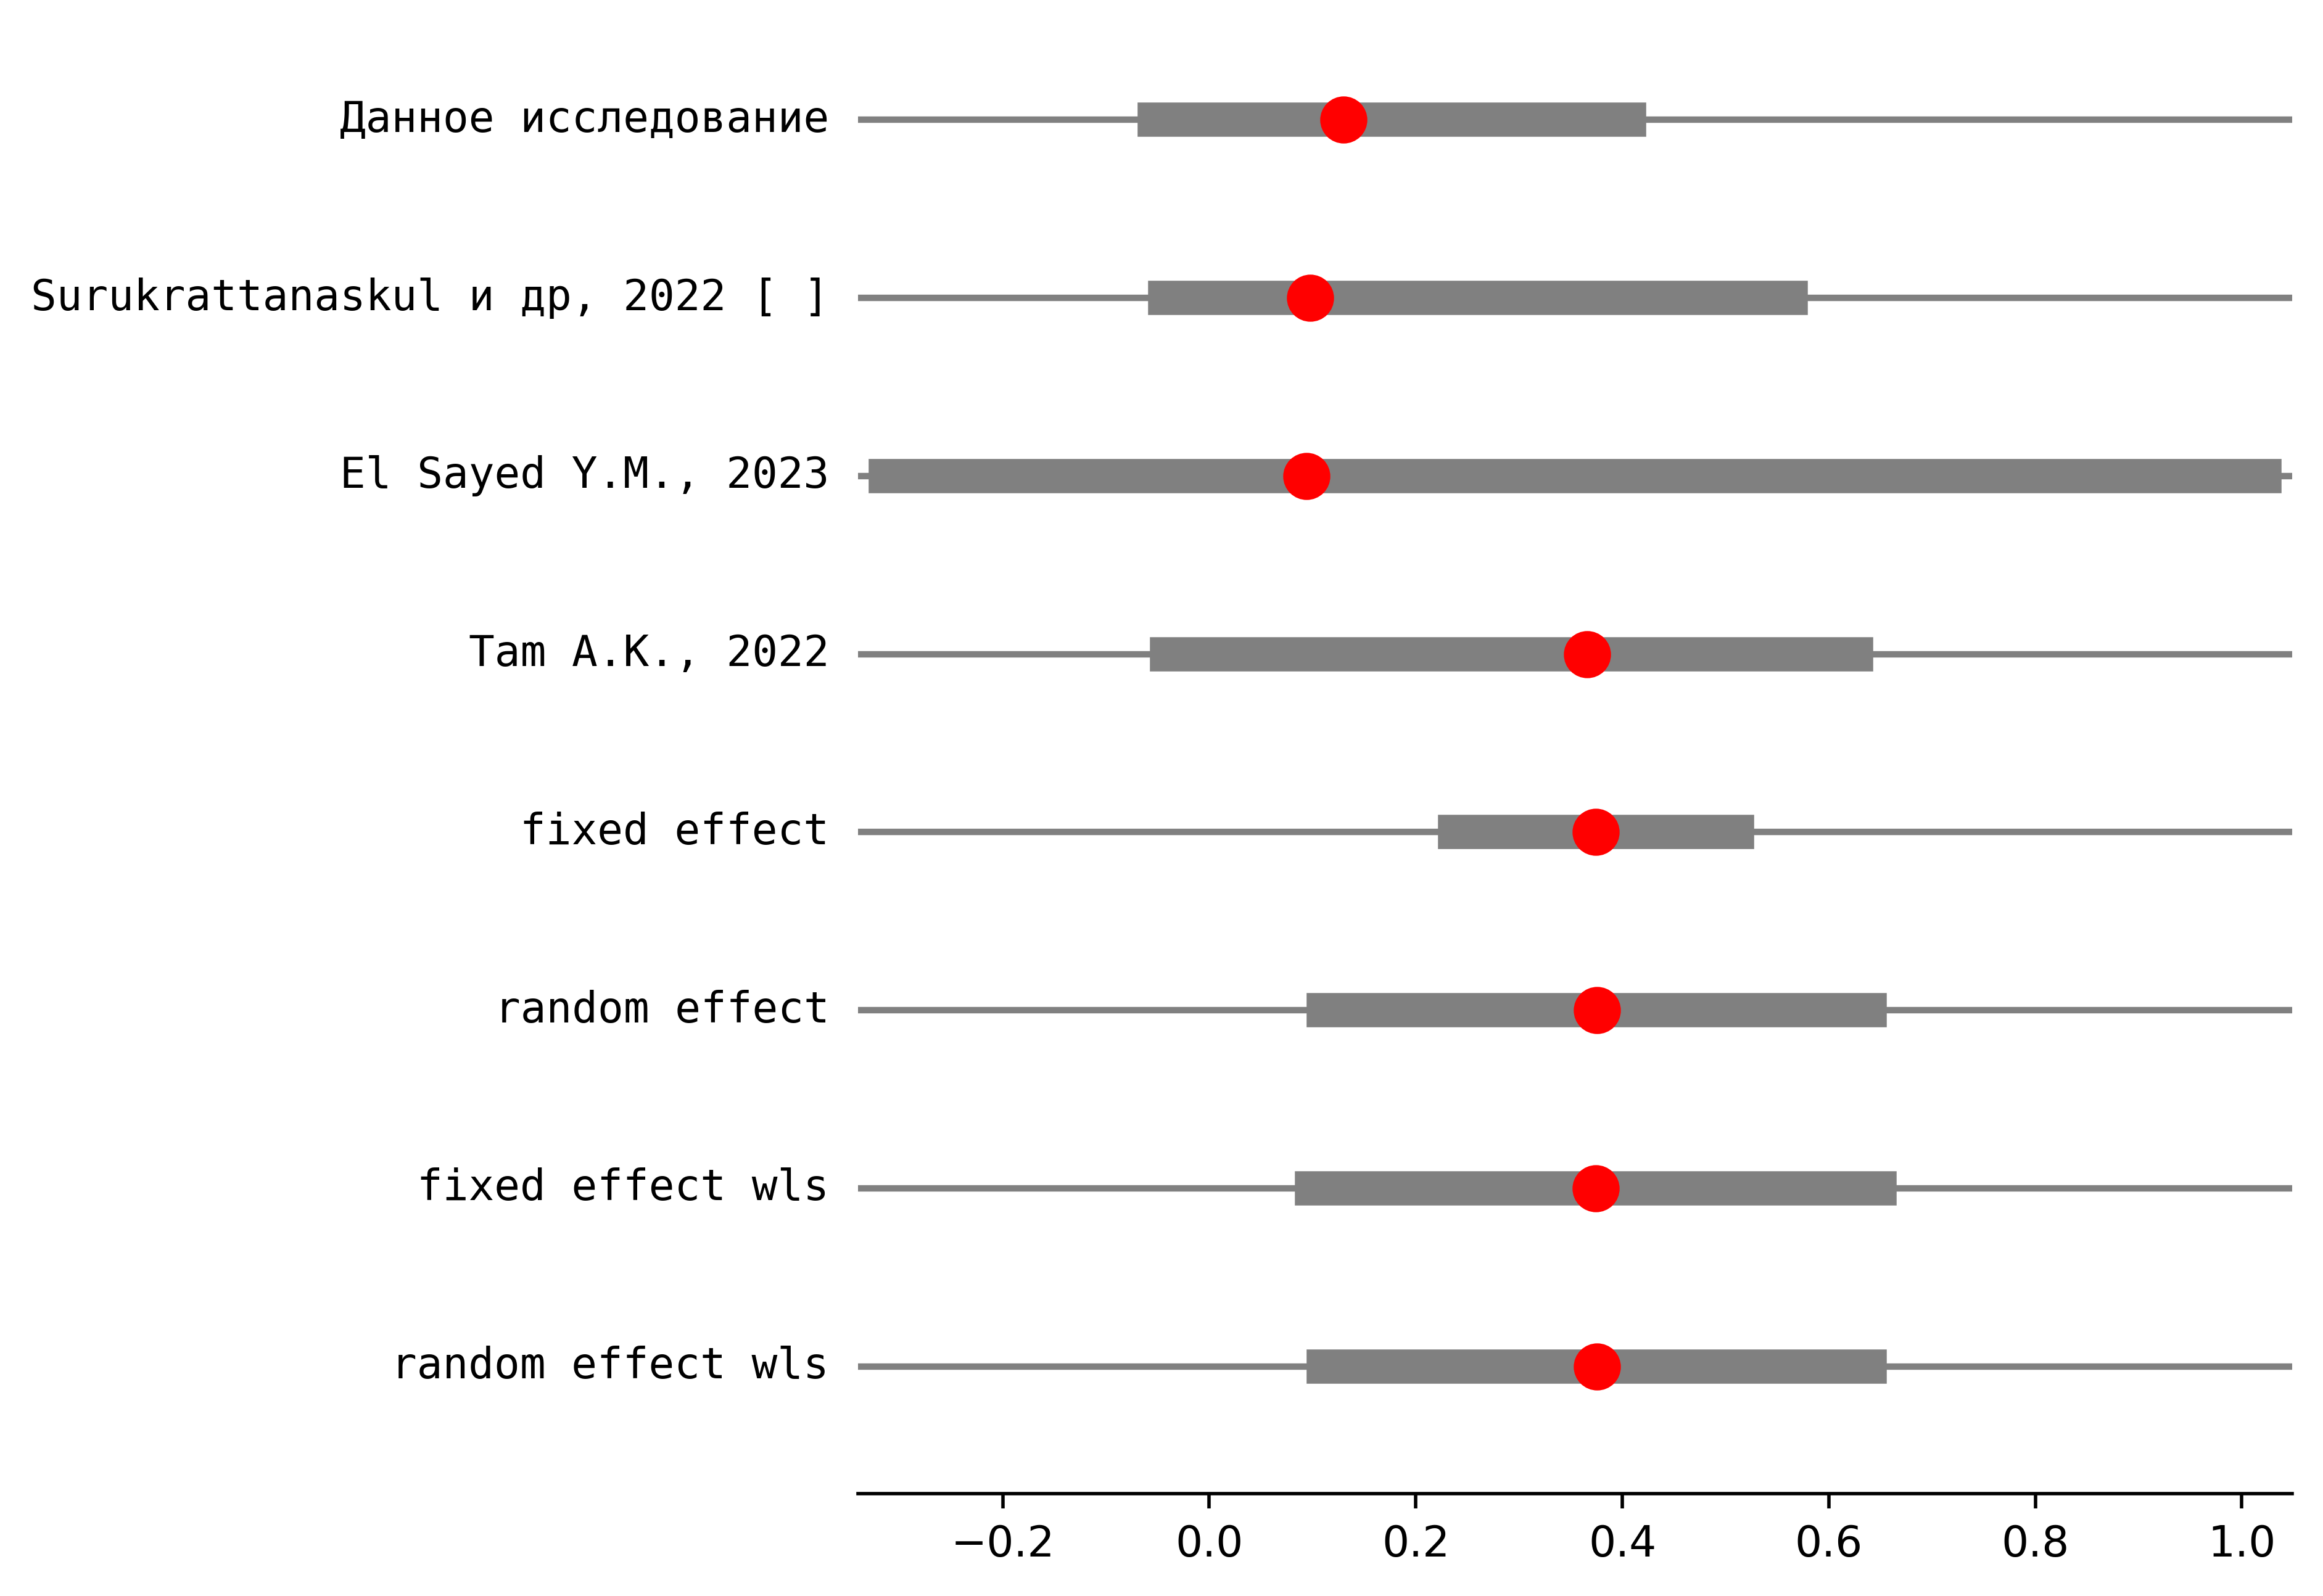 Данное исследование
Surukrattanaskul и др, 2022 [ ]
El Sayed Y.M., 2023
Tam A.K., 2022
fixed effect
random effect
fixed effect wls
random effect wls
−0.2 0.0 0.2 0.4 0.6 0.8 1.0